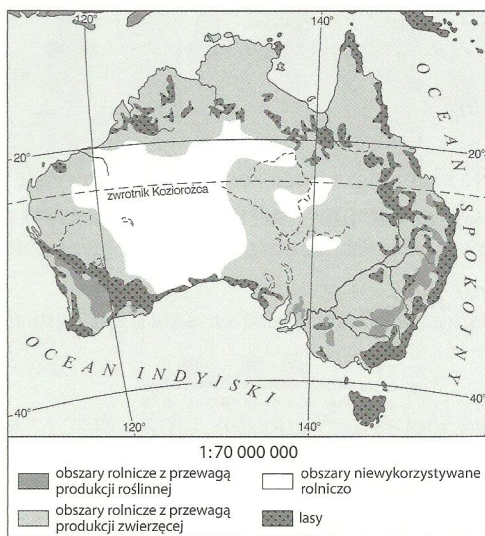 120°
140°
OCEAN SPOKOJNY
20°
20°
zwrotnik Koziorożca
OCEAN INDYJSKI
40°
40°
120°
140°
1:70 000 000
obszary rolnicze z przewagą
produkcji roślinnej
obszary niewykorzystywane
rolniczo
obszary rolnicze z przewagą
produkcji zwierzęcej
lasy